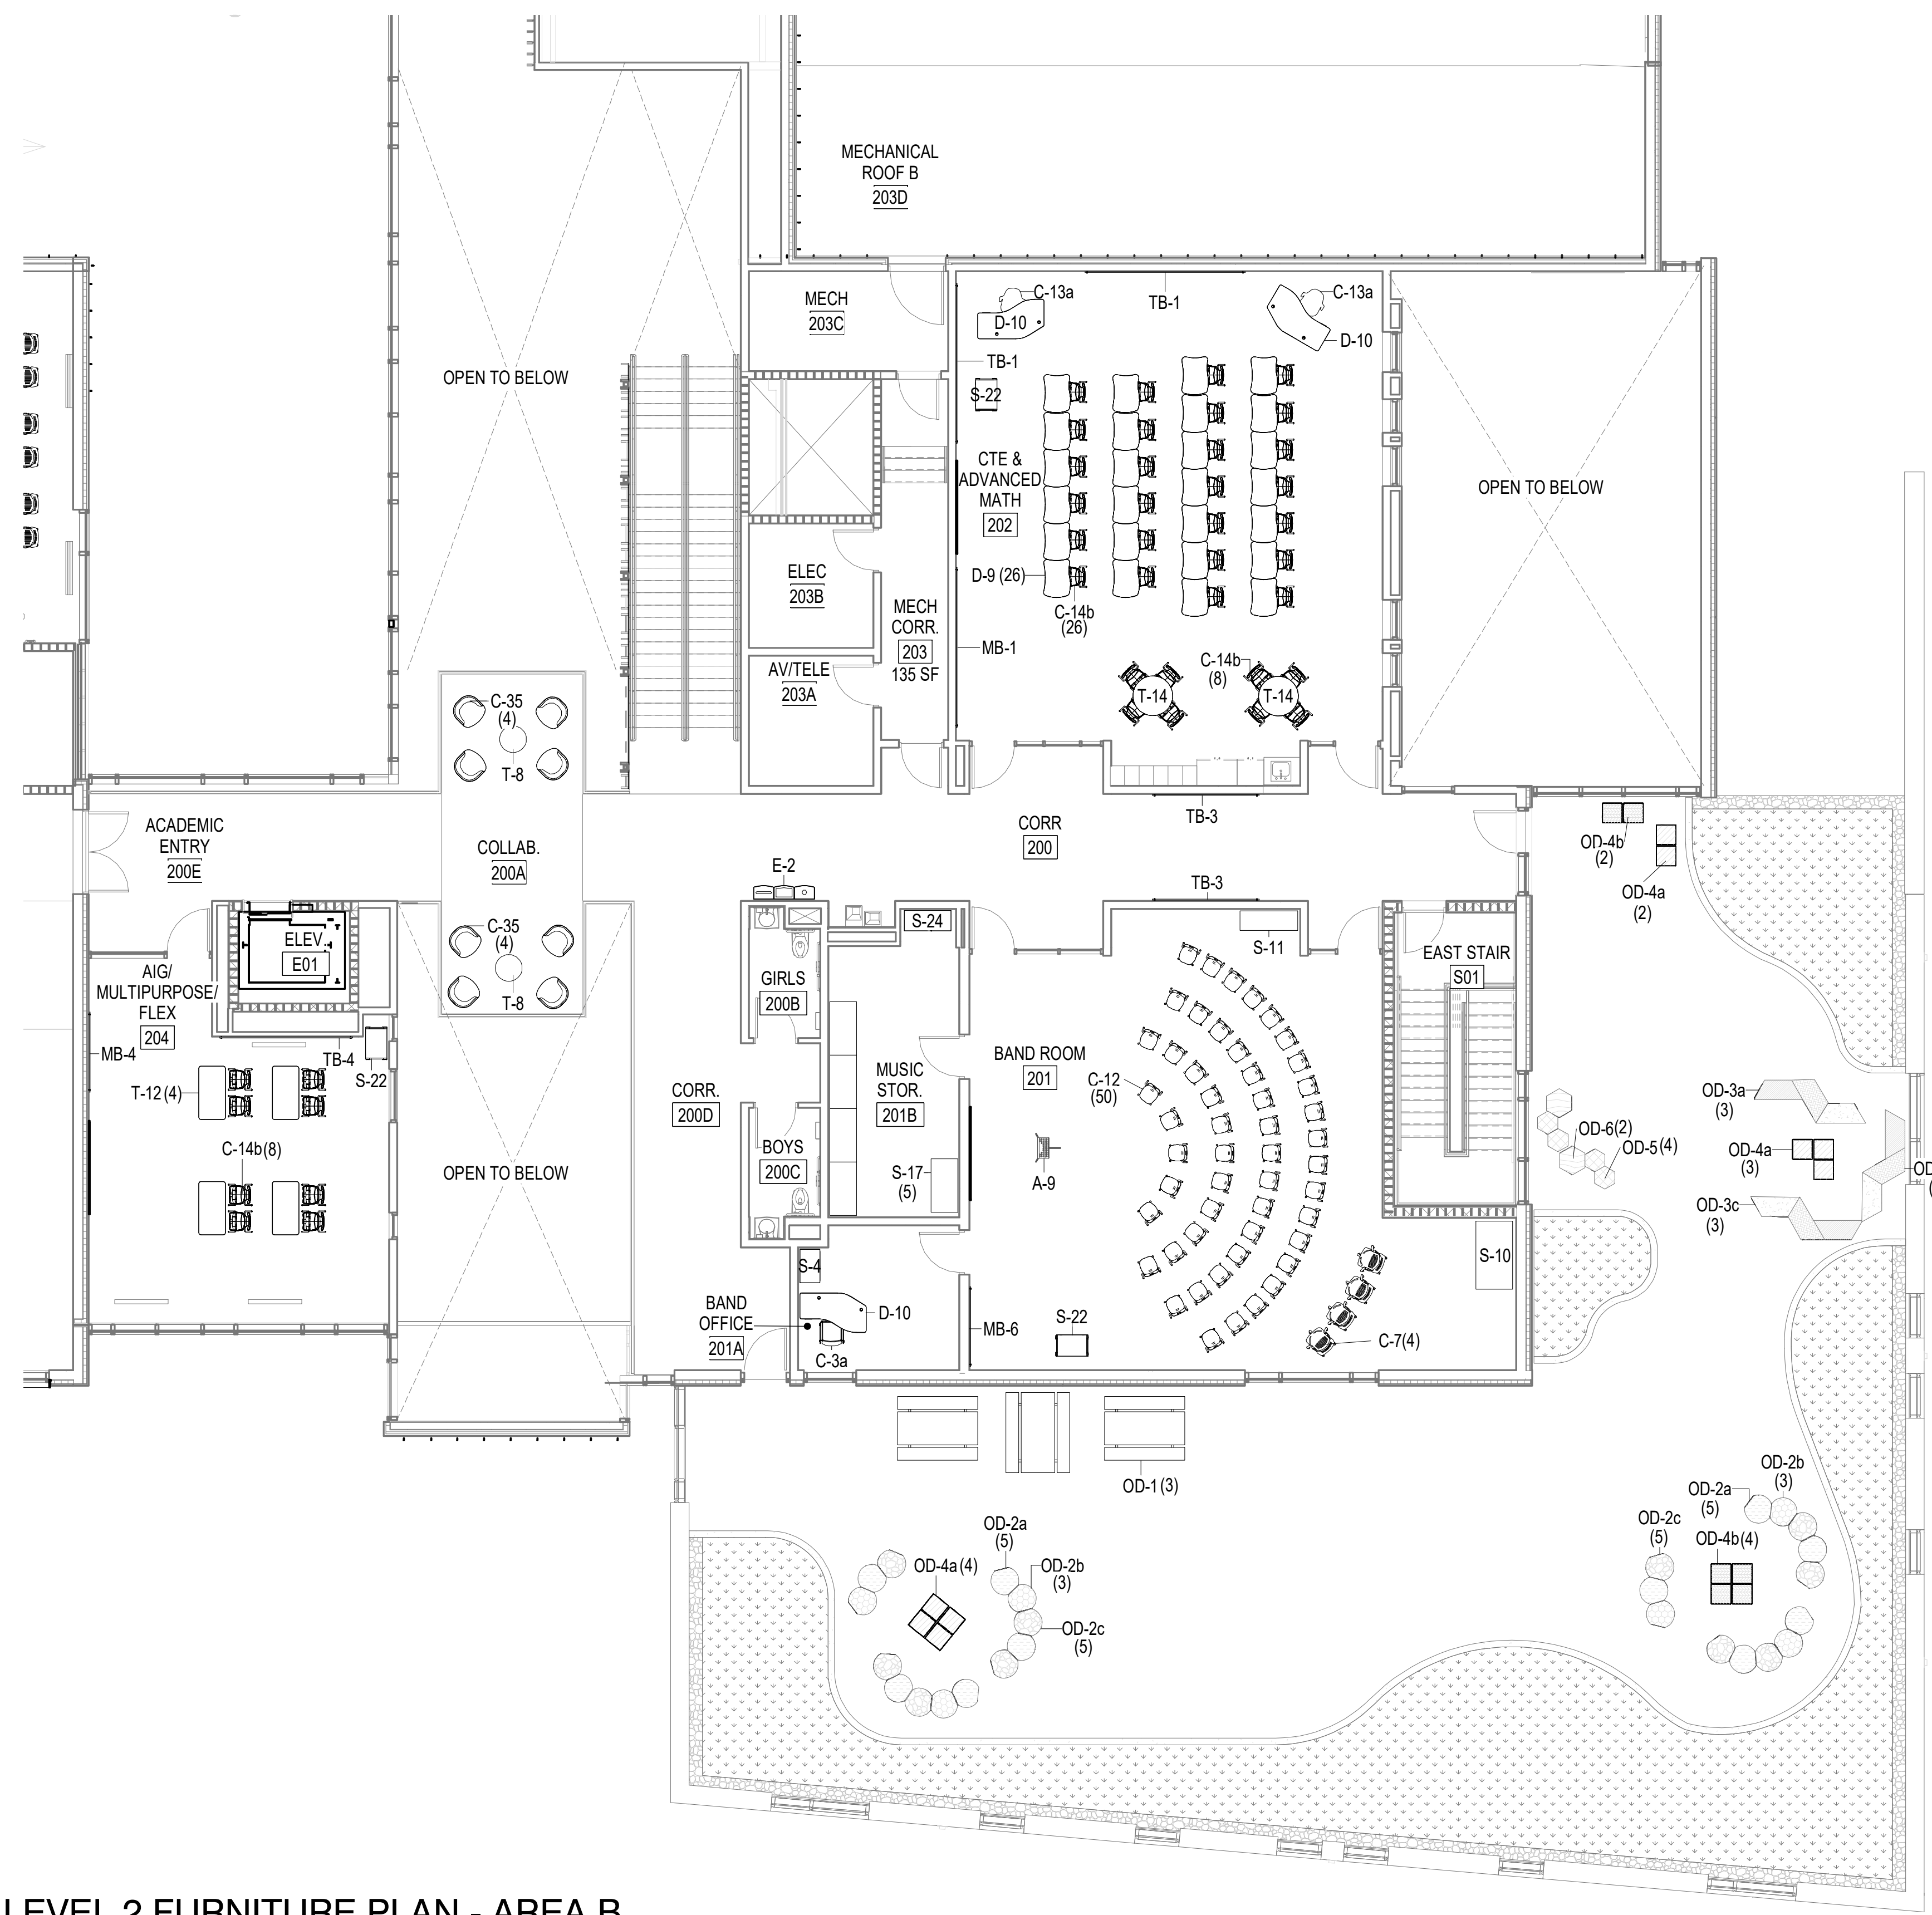 MECHANICAL
ROOF B
203D
MECH
203C
C-13a
D-10
TB-1
C-13a
D-10
TB-1
S-22
OPEN TO BELOW
OPEN TO BELOW
CTE &
ADVANCED
MATH
202
D-9 (26)
C-14b
(26)
MB-1
C-14b
(8)
T-14
T-14
ELEC
203B
MECH
CORR.
203
135 SF
AV/TELE
203A
C-35
(4)
T-8
TB-3
ACADEMIC
ENTRY
200E
COLLAB.
200A
CORR
200
OD-4b
(2)
OD-4a
(2)
E-2
TB-3
C-35
(4)
T-8
ELEV.
E01
S-24
S-11
EAST STAIR
S01
AIG/
MULTIPURPOSE/
FLEX
204
MB-4
TB-4
S-22
T-12 (4)
C-14b(8)
GIRLS
200B
MUSIC
STOR.
201B
BAND ROOM
201
C-12
(50)
A-9
CORR.
200D
BOYS
200C
S-17
(5)
OPEN TO BELOW
OD-3a
(3)
OD-6(2)
OD-5(4)
OD-4a
(3)
OD
(
OD-3c
(3)
S-4
D-10
BAND
OFFICE
201A
C-3a
MB-6
S-22
C-7(4)
S-10
OD-1(3)
OD-2a
(5)
OD-4a(4)
OD-2b
(3)
OD-2c
(5)
OD-2b
(3)
OD-2a
(5)
OD-2c
(5)
OD-4b(4)
LEVEL 2 FURNITURE PLAN - AREA B